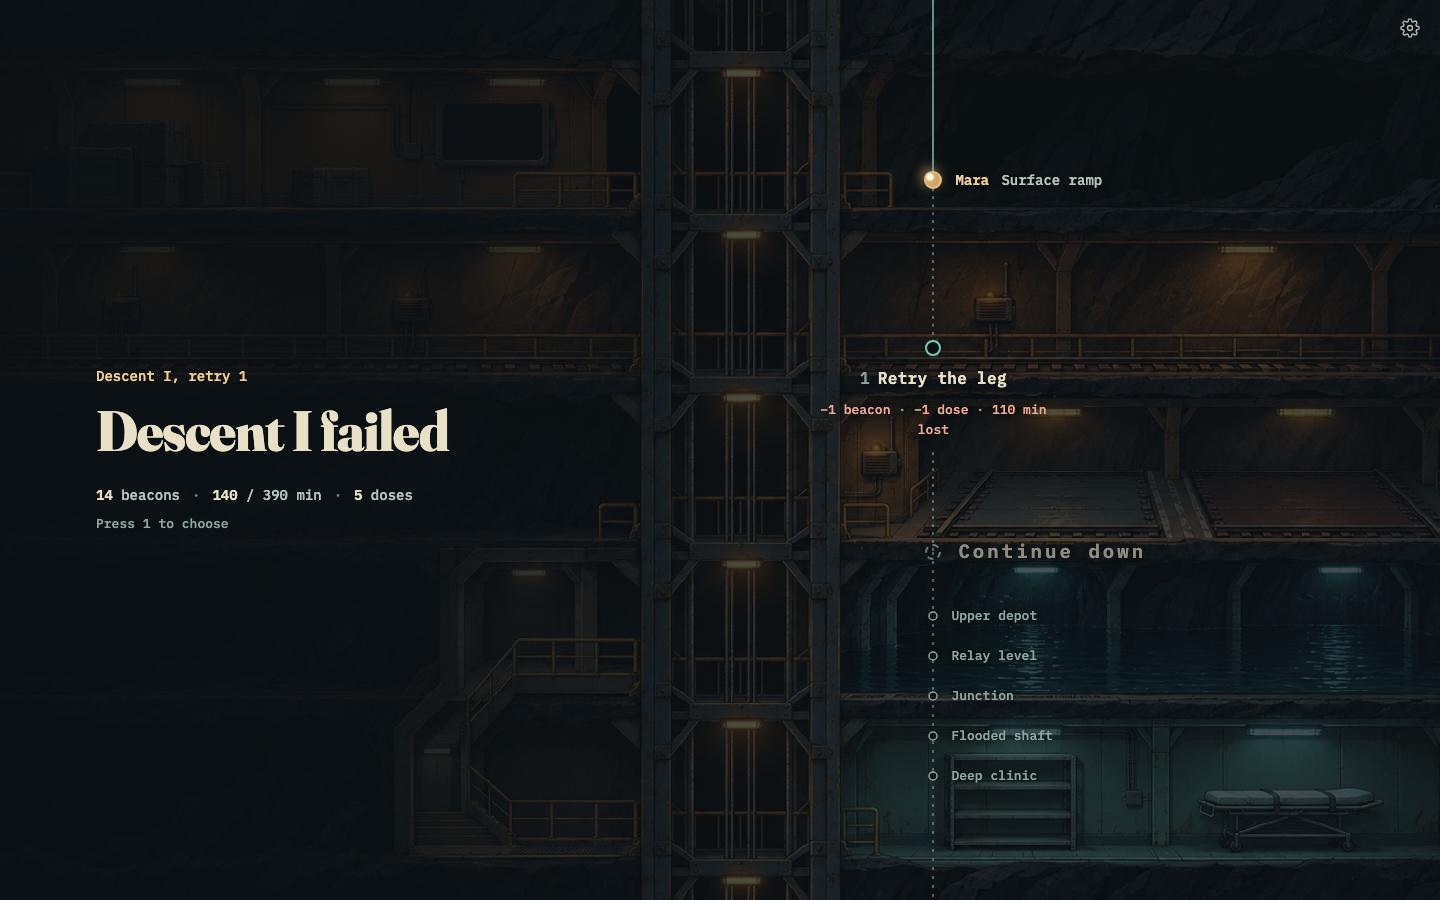 Mara Surface ramp
Descent I, retry 1
Descent I failed
14 beacons · 140 / 390 min · 5 doses
Press 1 to choose
1 Retry the leg
−1 beacon · −1 dose · 110 min
lost
Continue down
Upper depot
Relay level
Junction
Flooded shaft
Deep clinic